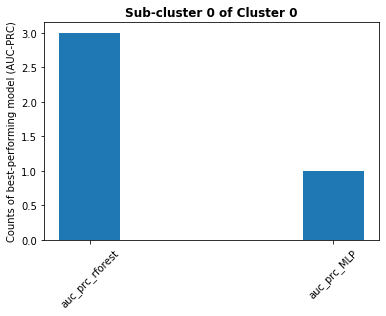 Sub-cluster 0 of Cluster 0
Counts of best-performing model (AUC-PRC)
3.0
2.5
2.0
1.5
1.0
0.5
0.0
auc_prc_rforest
auc_prc_MLP